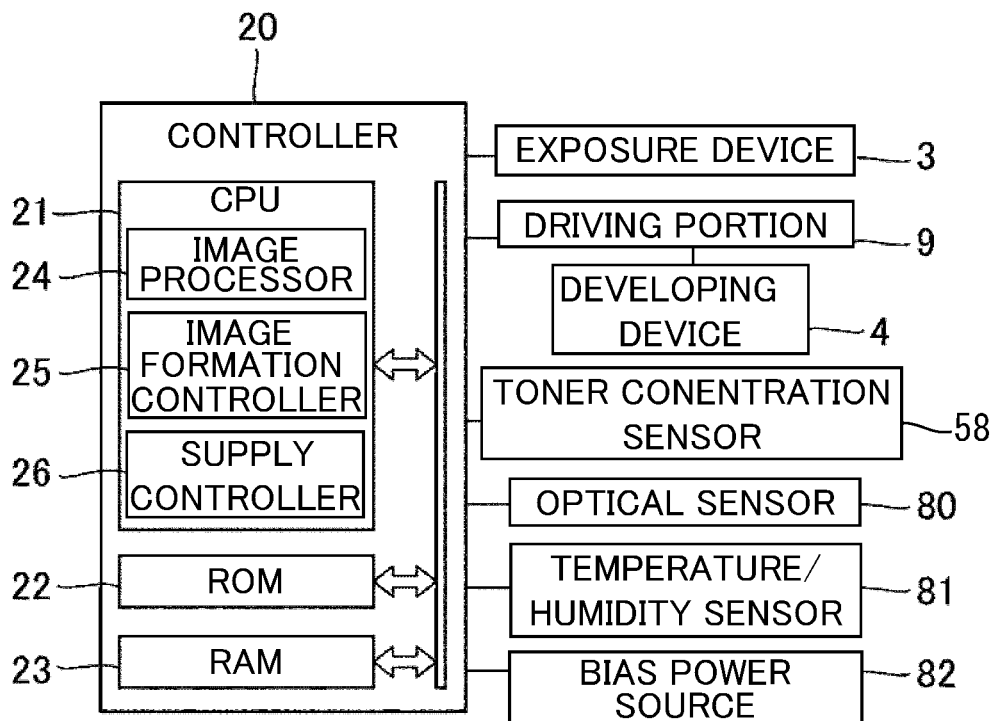 20
CONTROLLER
21
CPU
24
IMAGE
PROCESSOR
25
IMAGE
FORMATION
CONTROLLER
26
SUPPLY
CONTROLLER
22
ROM
23
RAM
EXPOSURE DEVICE
3
DRIVING PORTION
9
DEVELOPING
DEVICE
4
TONER CONENTRATION
SENSOR
58
OPTICAL SENSOR
80
TEMPERATURE/
HUMIDITY SENSOR
81
BIAS POWER
SOURCE
82